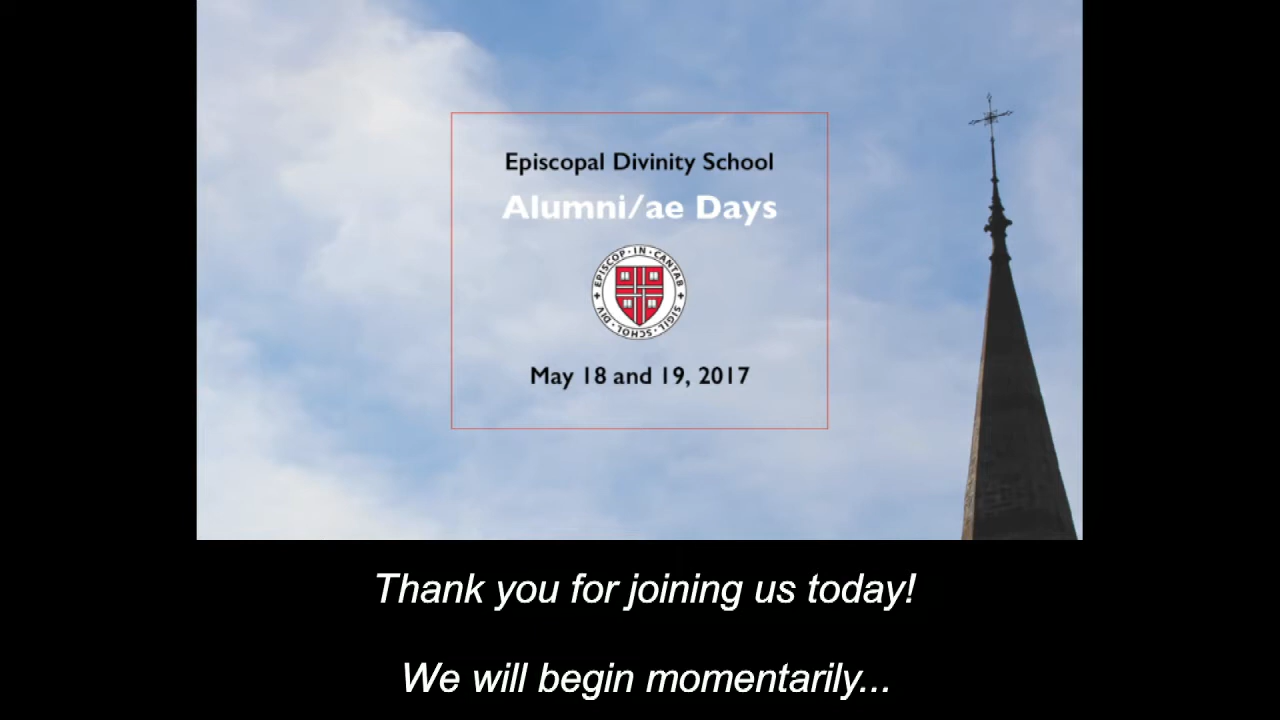 Episcopal Divinity School
Alumni/ae Days
EPISCOP · IN · CANTAB
SIGIL · SCHOL · DIV
May 18 and 19, 2017
Thank you for joining us today!
We will begin momentarily...